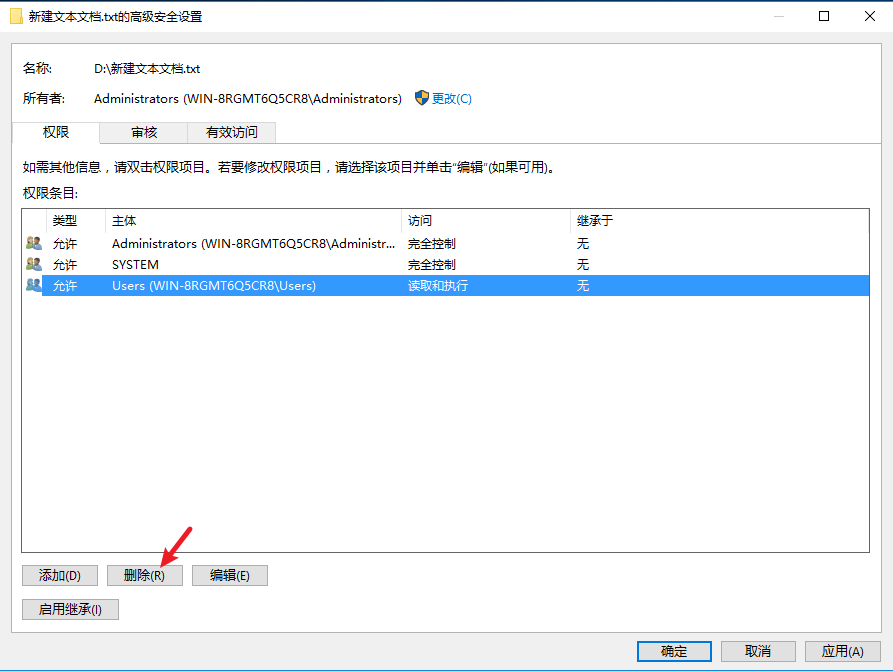 新建文本文档.txt的高级安全设置
名称: D:\新建文本文档.txt
所有者: Administrators (WIN-8RGMT6Q5CR8\Administrators) 更改(C)
权限 审核 有效访问
如需其他信息，请双击权限项目。若要修改权限项目，请选择该项目并单击"编辑"(如果可用)。
权限条目:
类型 主体 访问 继承于
允许 Administrators (WIN-8RGMT6Q5CR8\Administr... 完全控制 无
允许 SYSTEM 完全控制 无
允许 Users (WIN-8RGMT6Q5CR8\Users) 读取和执行 无
添加(D) 删除(R) 编辑(E)
启用继承(I)
确定 取消 应用(A)